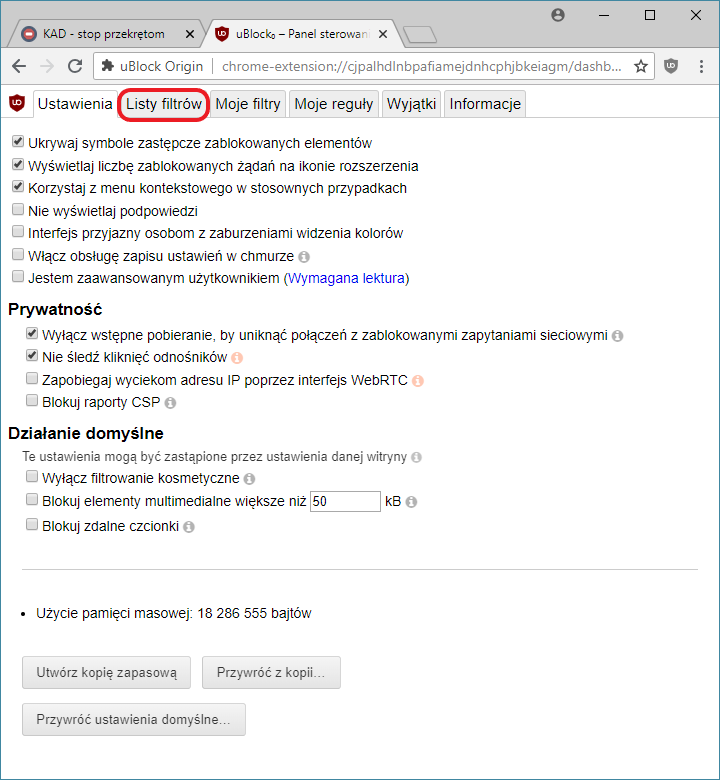 KAD - stop przekrętom
uBlock₀ – Panel sterowani
uBlock Origin | chrome-extension://cjpalhdlnbpafiamejdnhcphjbkeiagm/dashb...
Ustawienia Listy filtrów Moje filtry Moje reguły Wyjątki Informacje
Ukrywaj symbole zastępcze zablokowanych elementów
Wyświetlaj liczbę zablokowanych żądań na ikonie rozszerzenia
Korzystaj z menu kontekstowego w stosownych przypadkach
Nie wyświetlaj podpowiedzi
Interfejs przyjazny osobom z zaburzeniami widzenia kolorów
Włącz obsługę zapisu ustawień w chmurze
Jestem zaawansowanym użytkownikiem (Wymagana lektura)
Prywatność
Wyłącz wstępne pobieranie, by uniknąć połączeń z zablokowanymi zapytaniami sieciowymi
Nie śledź kliknięć odnośników
Zapobiegaj wyciekom adresu IP poprzez interfejs WebRTC
Blokuj raporty CSP
Działanie domyślne
Te ustawienia mogą być zastąpione przez ustawienia danej witryny
Wyłącz filtrowanie kosmetyczne
Blokuj elementy multimedialne większe niż 50 kB
Blokuj zdalne czcionki
Użycie pamięci masowej: 18 286 555 bajtów
Utwórz kopię zapasową Przywróć z kopii...
Przywróć ustawienia domyślne...